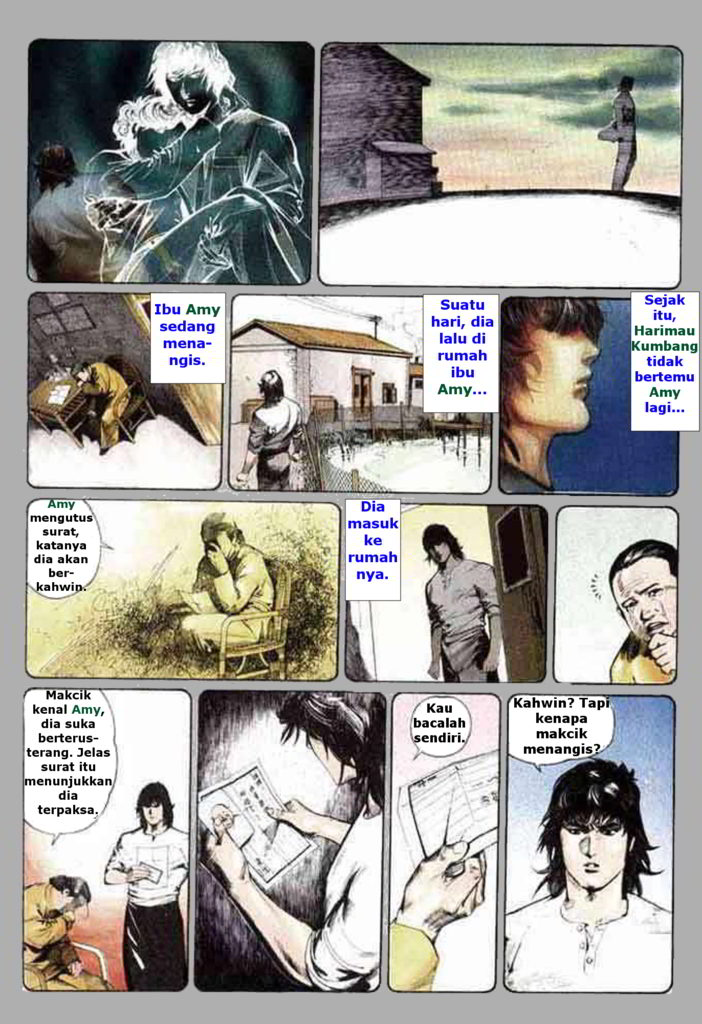 Sejak
itu,
Harimau
Kumbang
tidak
bertemu
Amy
lagi...
Suatu
hari, dia
lalu di
rumah
ibu
Amy...
Ibu Amy
sedang
mena-
ngis.
Dia
masuk
ke
rumah
nya.
Amy
mengutus
surat,
katanya
dia akan
ber-
kahwin.
Kahwin? Tapi
kenapa
makcik
menangis?
Kau
bacalah
sendiri.
Makcik
kenal Amy,
dia suka
berterus-
terang. Jelas
surat itu
menunjukkan
dia
terpaksa.